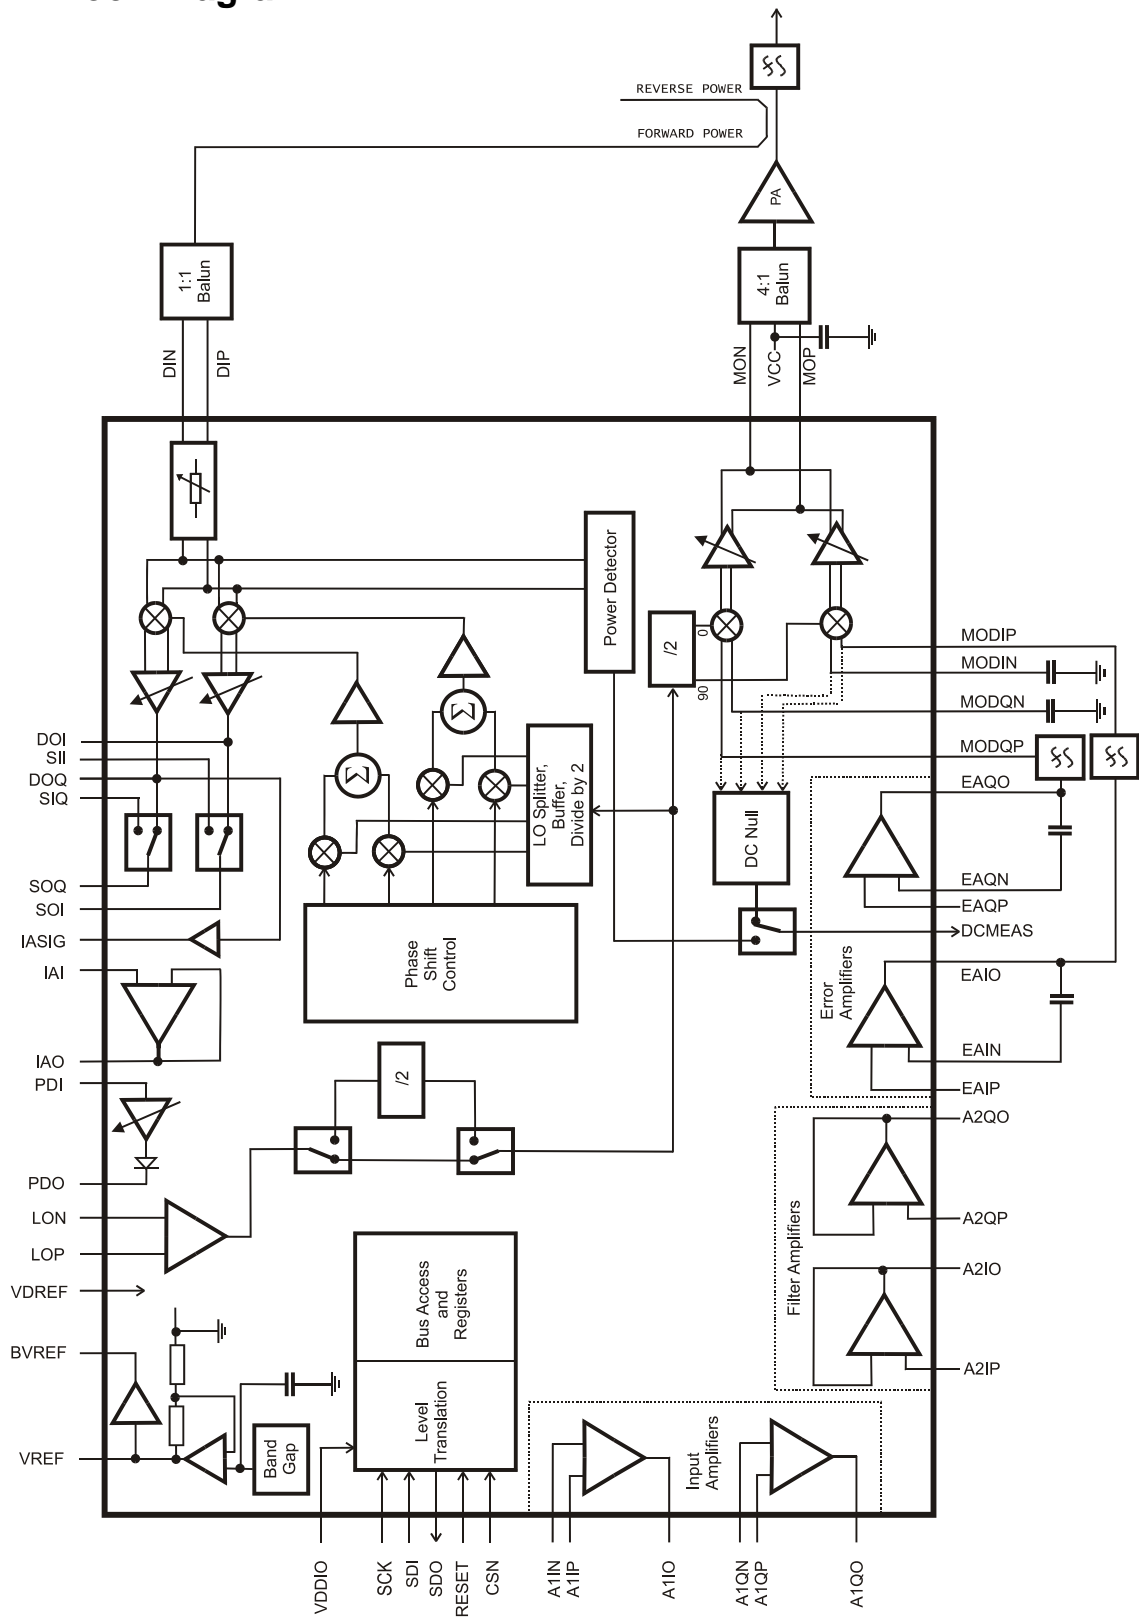 REVERSE POWER
FORWARD POWER
PA
1:1
Balun
4:1
Balun
DIN
DIP
MON
VCC
MOP
Power Detector
/2
0
90
MODIP
MODIN
MODQN
MODQP
DOI
SII
DOQ
SIQ
Σ
Σ
LO Splitter,
Buffer,
Divide by 2
DC Null
EAQO
EAQN
EAQP
DCMEAS
EAIO
EAIN
EAIP
Error
Amplifiers
SOQ
SOI
IASIG
IAI
IAO
PDI
PDO
LON
LOP
VDREF
BVREF
VREF
Phase
Shift
Control
/2
A2QO
A2QP
A2IO
A2IP
Filter Amplifiers
Bus Access
and
Registers
Level
Translation
Band
Gap
Input
Amplifiers
VDDIO
SCK
SDI
SDO
RESET
CSN
A1IN
A1IP
A1IO
A1QN
A1QP
A1QO